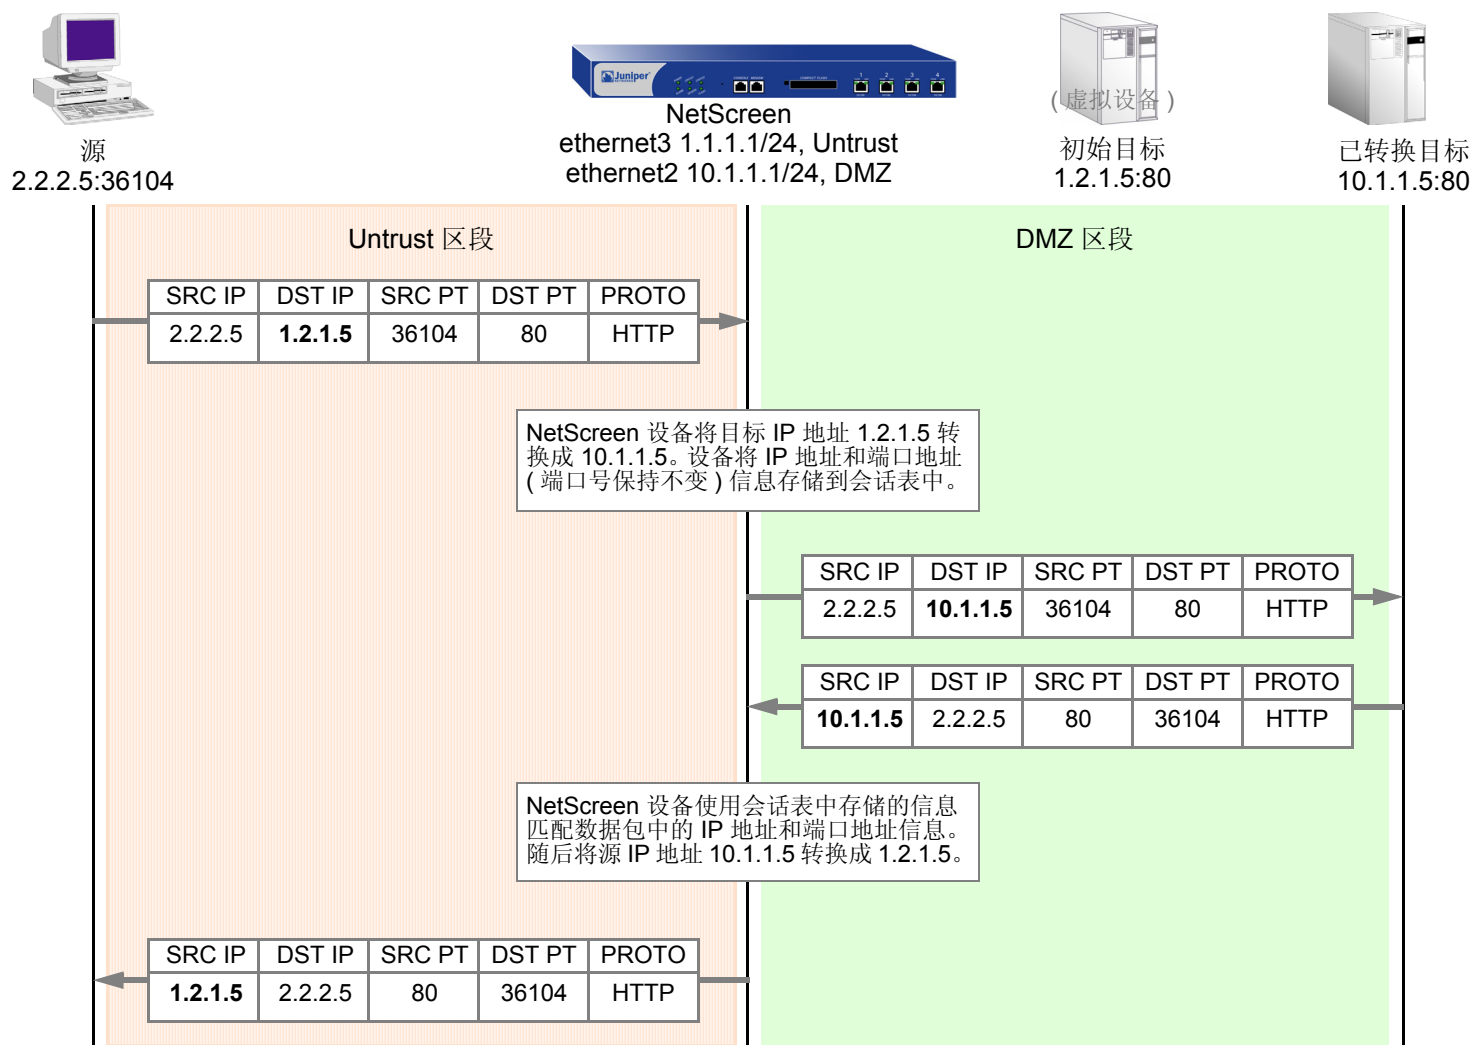 Juniper
NETWORKS
CONSOLE MODEM
COMPACT FLASH
1 2 3 4
( 虚拟设备 )
源
2.2.2.5:36104
NetScreen
ethernet3 1.1.1.1/24, Untrust
ethernet2 10.1.1.1/24, DMZ
初始目标
1.2.1.5:80
已转换目标
10.1.1.5:80
Untrust 区段
DMZ 区段
SRC IP DST IP SRC PT DST PT PROTO
2.2.2.5 1.2.1.5 36104 80 HTTP
NetScreen 设备将目标 IP 地址 1.2.1.5 转
换成 10.1.1.5。设备将 IP 地址和端口地址
( 端口号保持不变 ) 信息存储到会话表中。
SRC IP DST IP SRC PT DST PT PROTO
2.2.2.5 10.1.1.5 36104 80 HTTP
SRC IP DST IP SRC PT DST PT PROTO
10.1.1.5 2.2.2.5 80 36104 HTTP
NetScreen 设备使用会话表中存储的信息
匹配数据包中的 IP 地址和端口地址信息。
随后将源 IP 地址 10.1.1.5 转换成 1.2.1.5。
SRC IP DST IP SRC PT DST PT PROTO
1.2.1.5 2.2.2.5 80 36104 HTTP